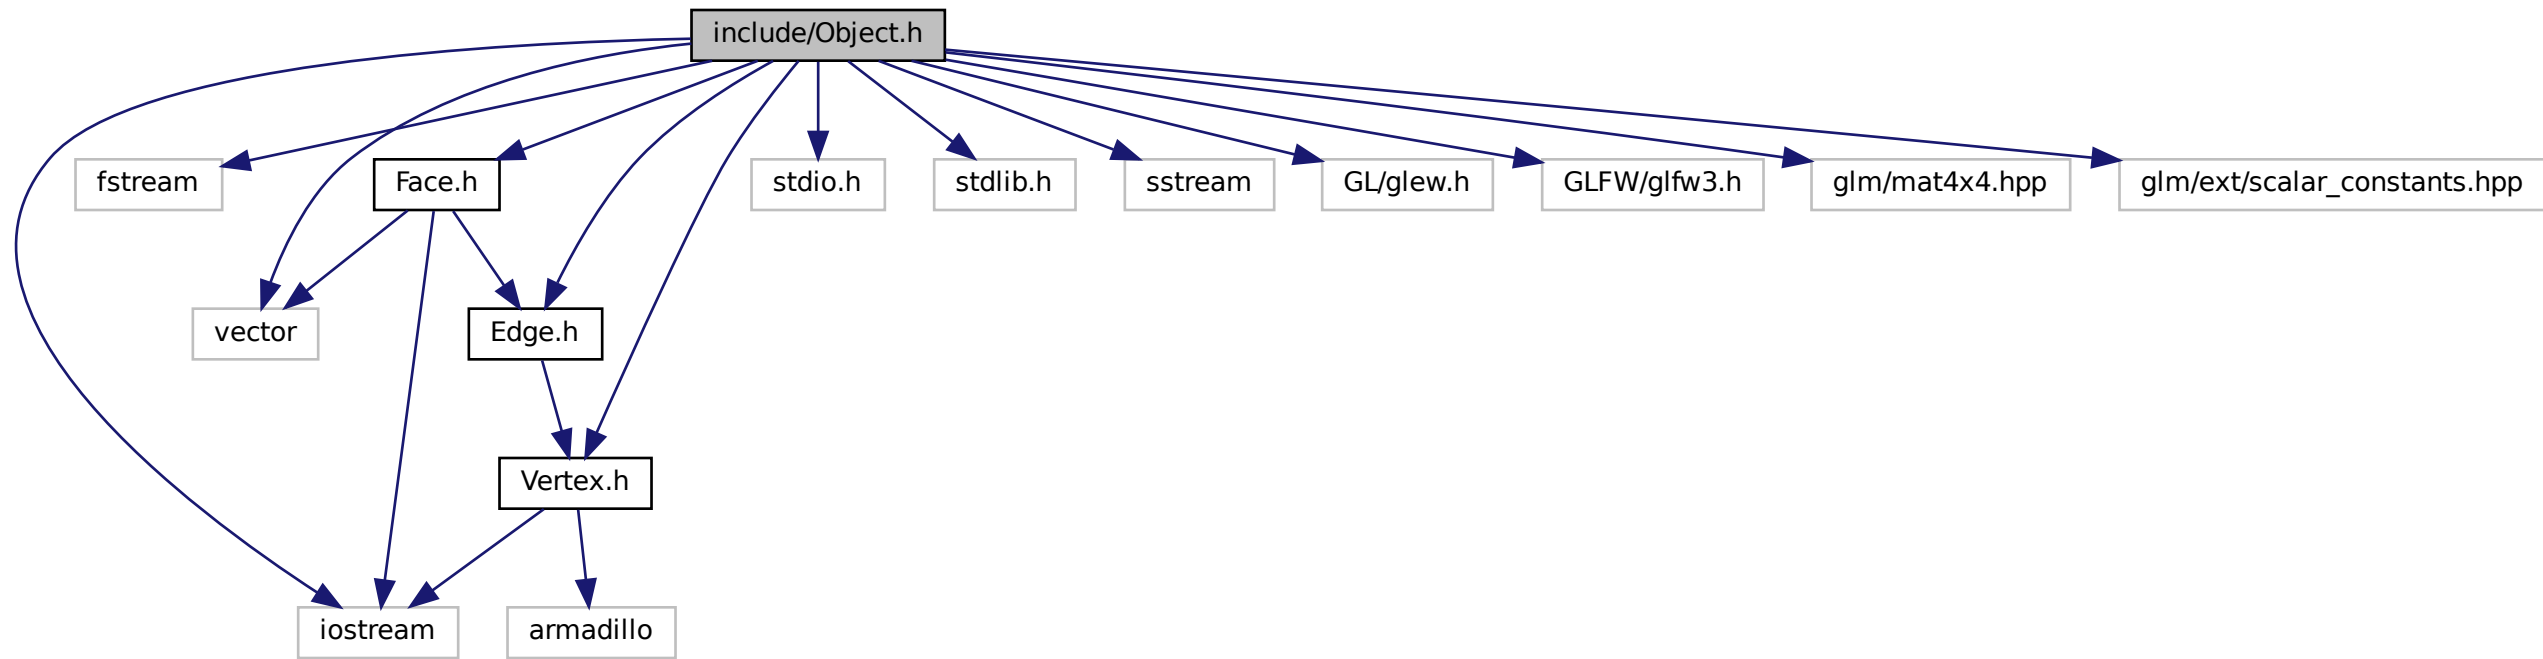 include/Object.h
fstream
Face.h
stdio.h
stdlib.h
sstream
GL/glew.h
GLFW/glfw3.h
glm/mat4x4.hpp
glm/ext/scalar_constants.hpp
vector
Edge.h
Vertex.h
iostream
armadillo